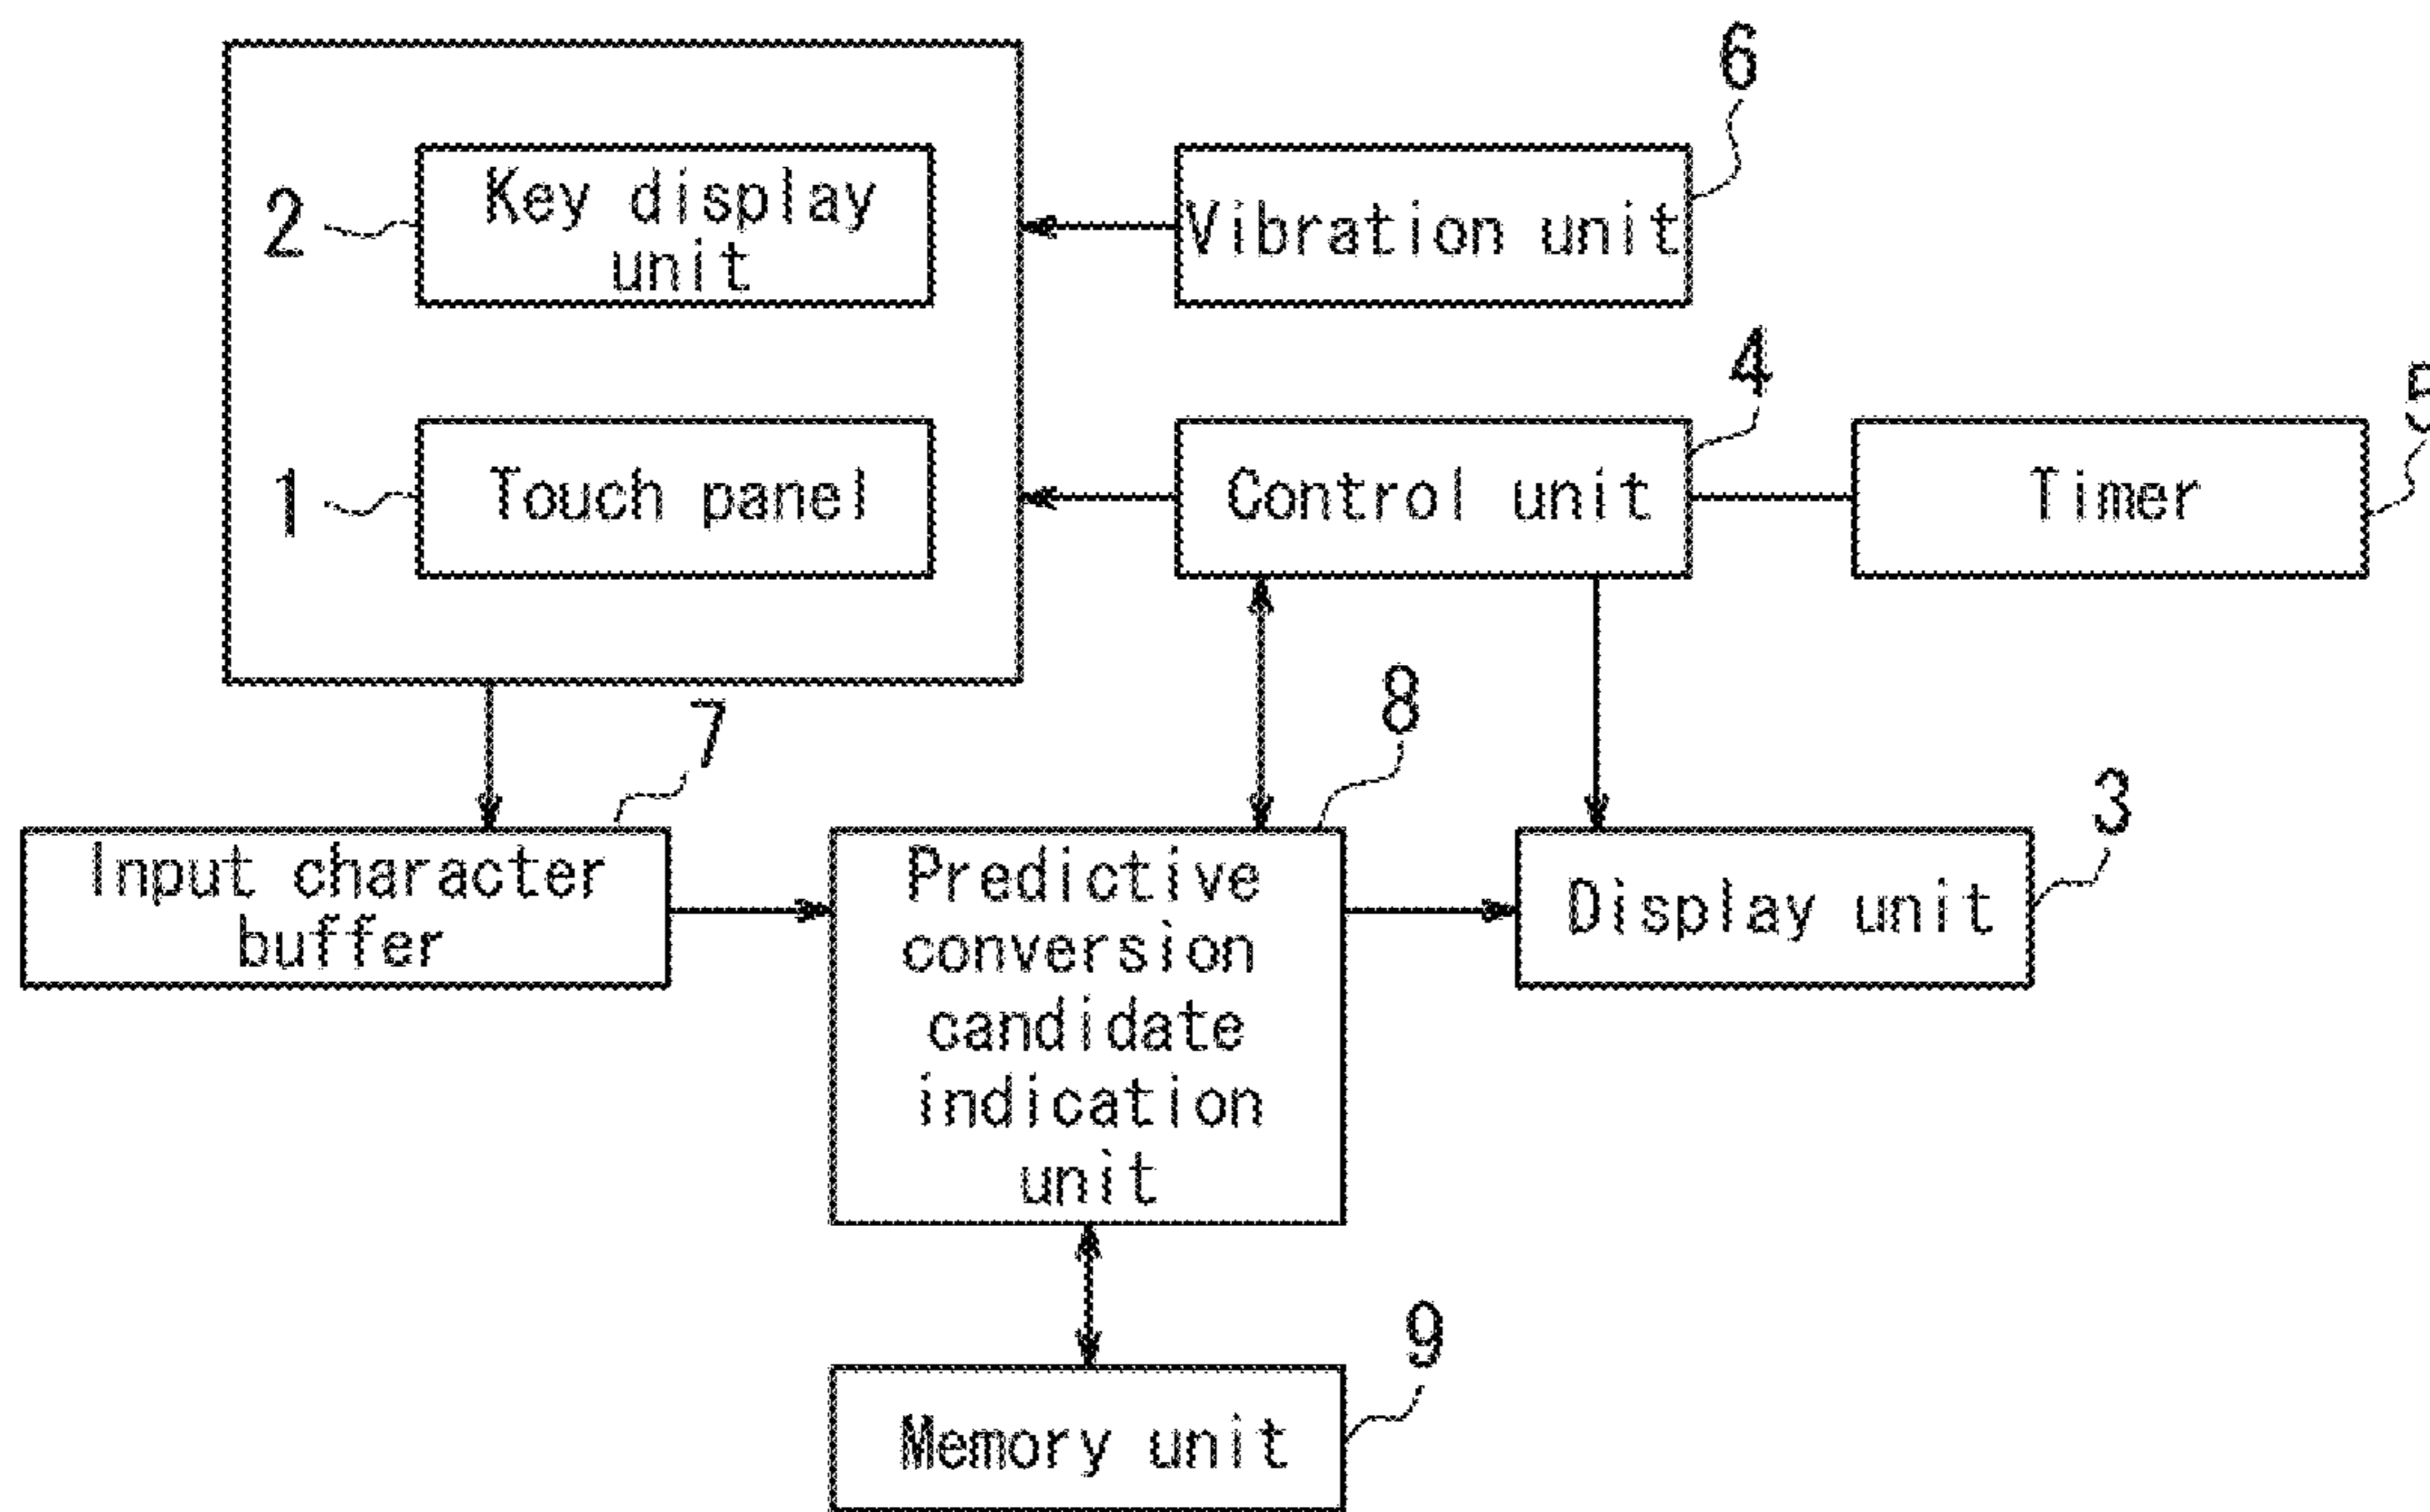 6
2
Key display
unit
Vibration unit
4
5
1
Touch panel
Control unit
Timer
7
8
3
Input character
buffer
Predictive
conversion
candidate
indication
unit
Display unit
9
Memory unit